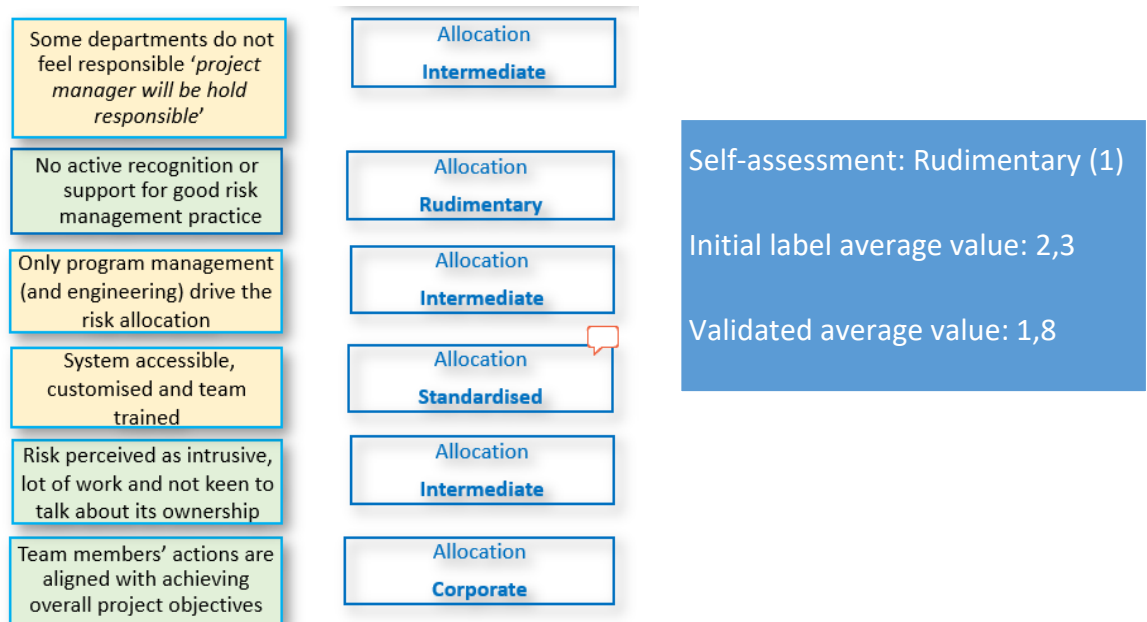 Some departments do not
feel responsible ‘project
manager will be hold
responsible’
Allocation
Intermediate
No active recognition or
support for good risk
management practice
Allocation
Rudimentary
Only program management
(and engineering) drive the
risk allocation
Allocation
Intermediate
System accessible,
customised and team
trained
Allocation
Standardised
Risk perceived as intrusive,
lot of work and not keen to
talk about its ownership
Allocation
Intermediate
Team members’ actions are
aligned with achieving
overall project objectives
Allocation
Corporate
Self-assessment: Rudimentary (1)
Initial label average value: 2,3
Validated average value: 1,8